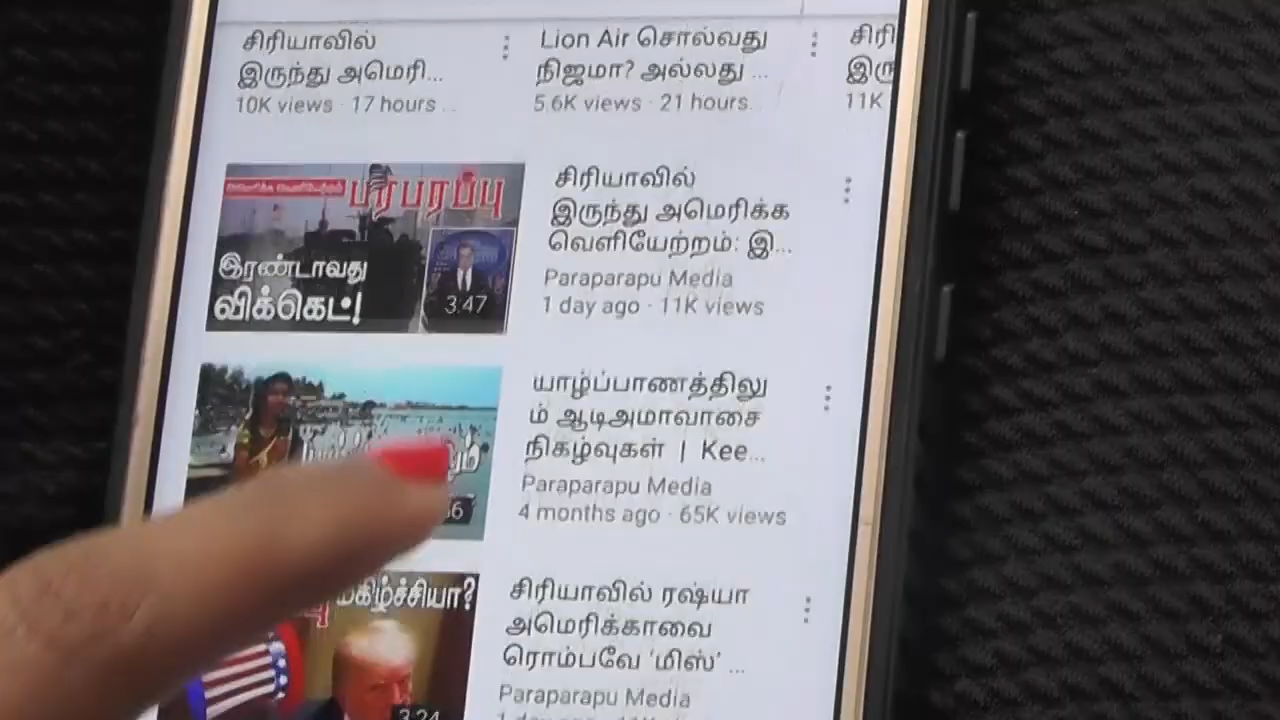 சிரியாவில்
இருந்து அமெரி...
10K views · 17 hours ..
Lion Air சொல்வது
நிஜமா? அல்லது ...
5.6K views · 21 hours.
சிரி
இரு
11K
பரபரப்பு
இரண்டாவது
விக்கெட்!
3:47
சிரியாவில்
இருந்து அமெரிக்க
வெளியேற்றம்: இ...
Paraparapu Media
1 day ago · 11K views
யாழ்ப்பாணத்திலு
ம் ஆடிஅமாவாசை
நிகழ்வுகள் | Kee...
Paraparapu Media
4 months ago · 65K views
மகிழ்ச்சியா?
3:24
சிரியாவில் ரஷ்யா
அமெரிக்காவை
ரொம்பவே 'மிஸ்' ...
Paraparapu Media